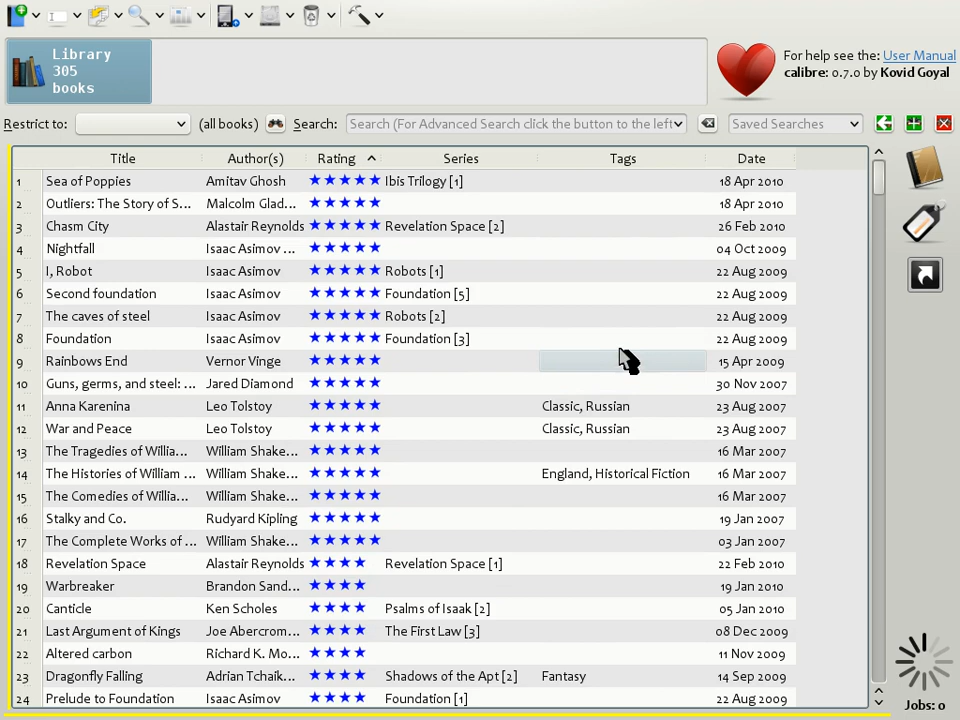 Library
305
books
For help see the: User Manual
calibre: 0.7.0 by Kovid Goyal
Restrict to: (all books) Search: Search (For Advanced Search click the button to the left Saved Searches
Title Author(s) Rating Series Tags Date
1 Sea of Poppies Amitav Ghosh ★★★★★ Ibis Trilogy [1] 18 Apr 2010
2 Outliers: The Story of S... Malcolm Glad... ★★★★★ 18 Apr 2010
3 Chasm City Alastair Reynolds ★★★★★ Revelation Space [2] 26 Feb 2010
4 Nightfall Isaac Asimov ... ★★★★★ 04 Oct 2009
5 I, Robot Isaac Asimov ★★★★★ Robots [1] 22 Aug 2009
6 Second foundation Isaac Asimov ★★★★★ Foundation [5] 22 Aug 2009
7 The caves of steel Isaac Asimov ★★★★★ Robots [2] 22 Aug 2009
8 Foundation Isaac Asimov ★★★★★ Foundation [3] 22 Aug 2009
9 Rainbows End Vernor Vinge ★★★★★ 15 Apr 2009
10 Guns, germs, and steel: ... Jared Diamond ★★★★★ 30 Nov 2007
11 Anna Karenina Leo Tolstoy ★★★★★ Classic, Russian 23 Aug 2007
12 War and Peace Leo Tolstoy ★★★★★ Classic, Russian 23 Aug 2007
13 The Tragedies of Willia... William Shake... ★★★★★ 16 Mar 2007
14 The Histories of William ... William Shake... ★★★★★ England, Historical Fiction 16 Mar 2007
15 The Comedies of Willia... William Shake... ★★★★★ 16 Mar 2007
16 Stalky and Co. Rudyard Kipling ★★★★★ 19 Jan 2007
17 The Complete Works of ... William Shake... ★★★★★ 03 Jan 2007
18 Revelation Space Alastair Reynolds ★★★★ Revelation Space [1] 22 Feb 2010
19 Warbreaker Brandon Sand... ★★★★ 19 Jan 2010
20 Canticle Ken Scholes ★★★★ Psalms of Isaak [2] 05 Jan 2010
21 Last Argument of Kings Joe Abercrom... ★★★★ The First Law [3] 08 Dec 2009
22 Altered carbon Richard K. Mo... ★★★★ 11 Nov 2009
23 Dragonfly Falling Adrian Tchaik... ★★★★ Shadows of the Apt [2] Fantasy 14 Sep 2009
24 Prelude to Foundation Isaac Asimov ★★★★ Foundation [1] 22 Aug 2009
Jobs: 0